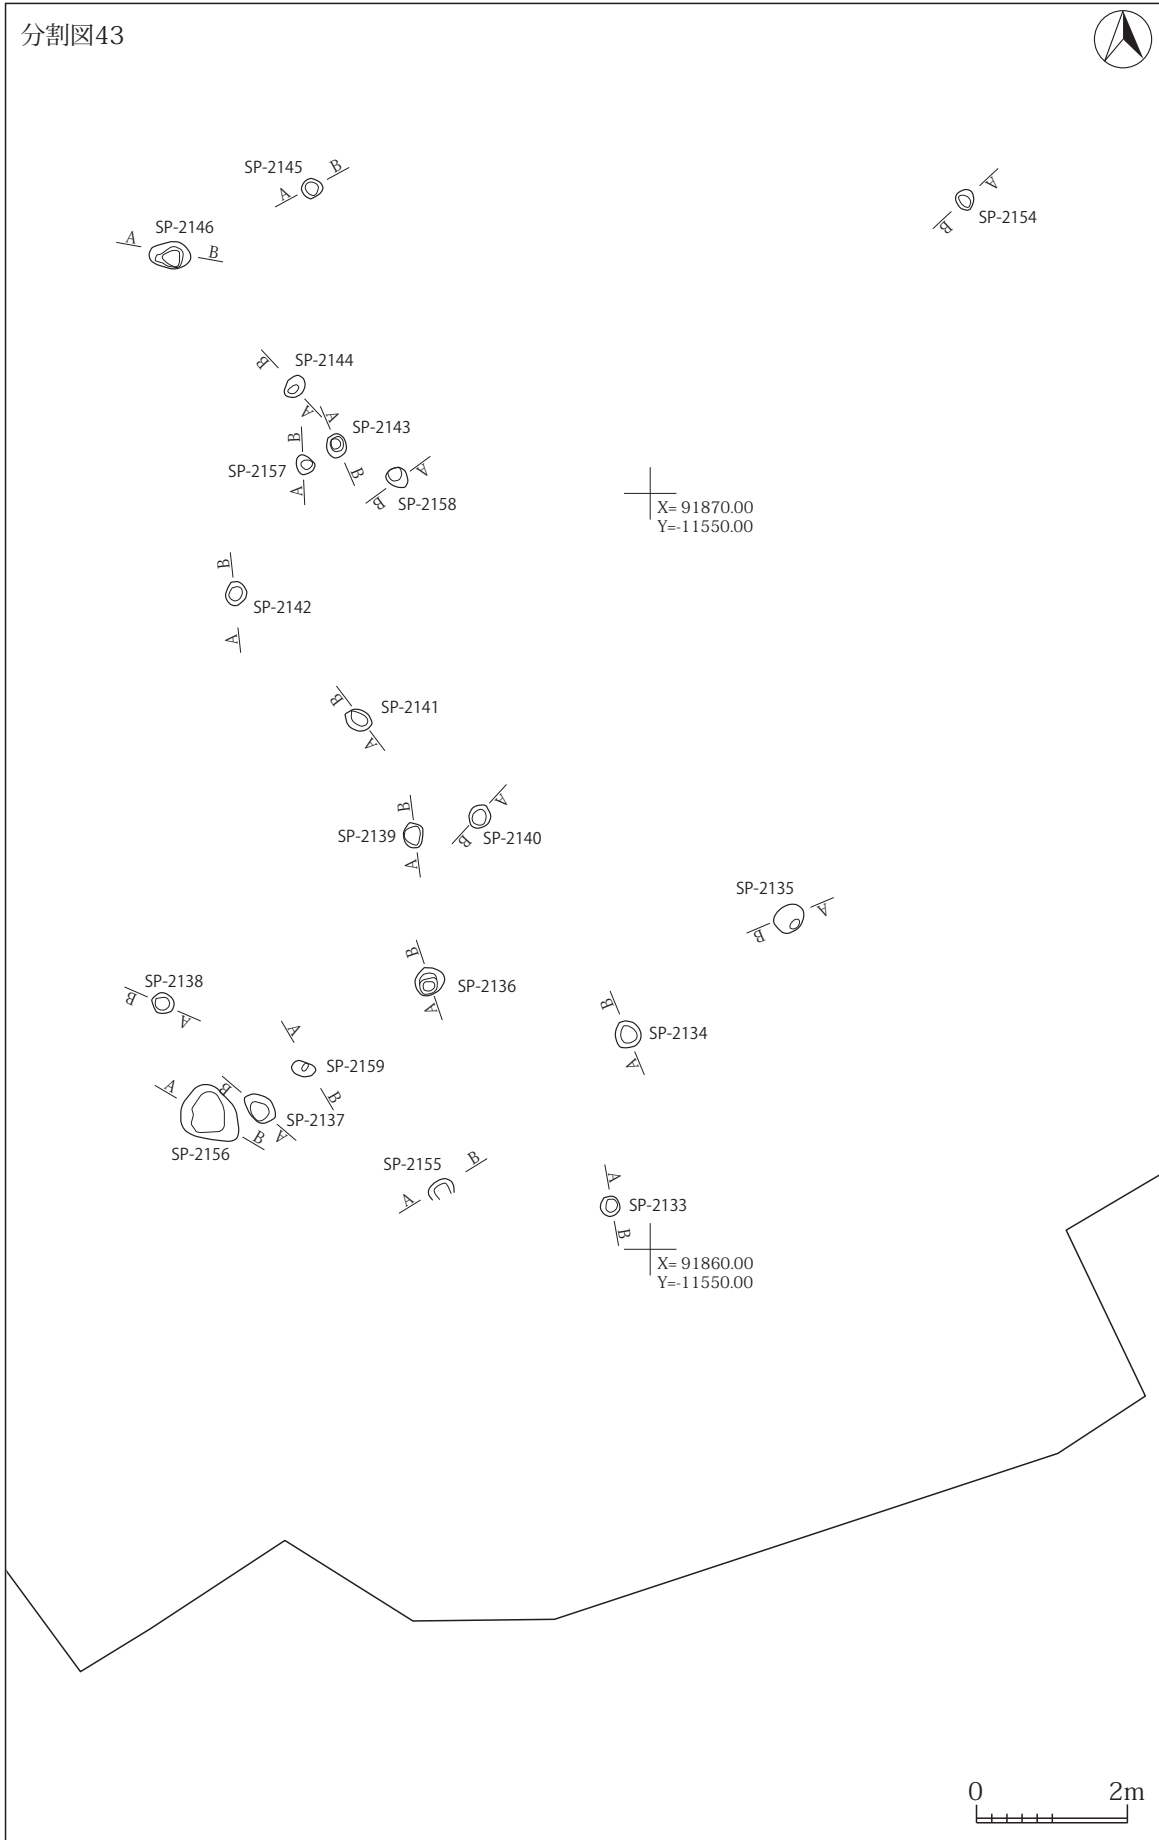 分割図43
SP-2145
A
B
SP-2146
A
B
A
B
SP-2154
B
SP-2144
A
A
SP-2143
B
B
SP-2157
A
A
B
SP-2158
X= 91870.00
Y=-11550.00
B
SP-2142
A
B
SP-2141
A
B
SP-2139
A
A
B
SP-2140
SP-2135
A
B
B
SP-2136
A
SP-2138
B
A
B
SP-2134
A
A
SP-2159
B
A
SP-2156
B
B
SP-2137
A
SP-2155
A
B
A
SP-2133
B
X= 91860.00
Y=-11550.00
0 2m